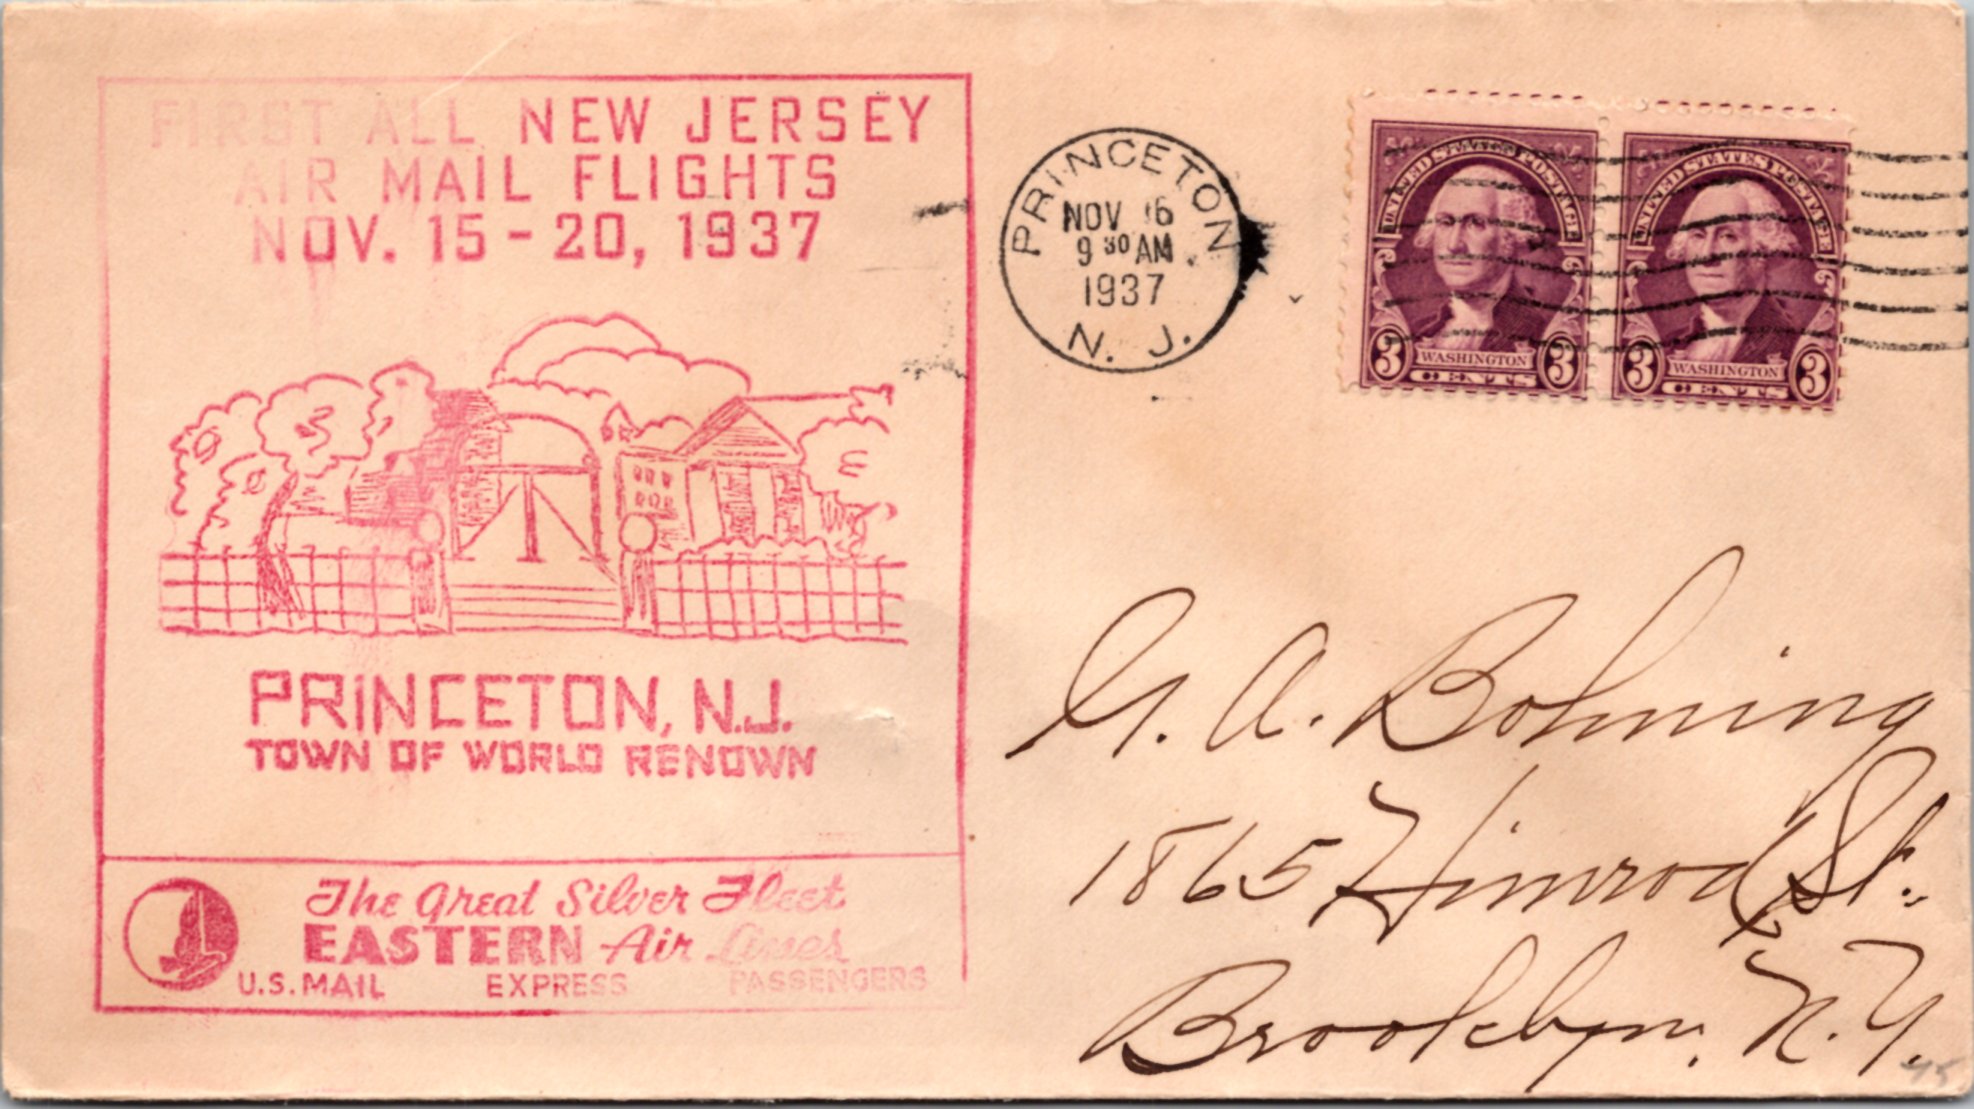 FIRST ALL NEW JERSEY
AIR MAIL FLIGHTS
NOV. 15-20, 1937
PRINCETON, N.J.
TOWN OF WORLD RENOWN
The Great Silver Fleet
EASTERN Air Lines
U.S. MAIL EXPRESS PASSENGERS
PRINCETON
NOV 16
9 30 AM
1937
N. J.
UNITED STATES POSTAGE
3 WASHINGTON 3
CENTS
UNITED STATES POSTAGE
3 WASHINGTON 3
CENTS
G. A. Bohning
1865 Himrod St.
Brooklyn, N.Y.